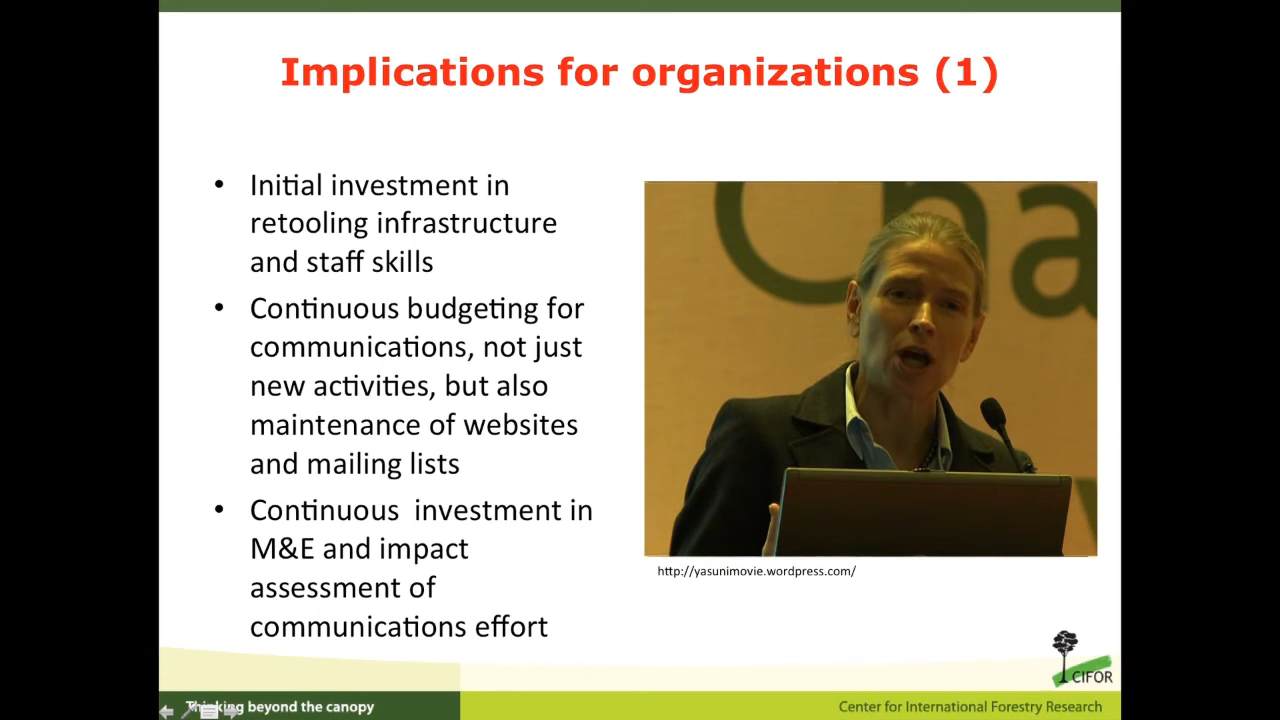 Implications for organizations (1)
• Initial investment in
retooling infrastructure
and staff skills
• Continuous budgeting for
communications, not just
new activities, but also
maintenance of websites
and mailing lists
• Continuous  investment in
M&E and impact
assessment of
communications effort
Cha
http://yasunimovie.wordpress.com/
CIFOR
Thinking beyond the canopy
Center for International Forestry Research